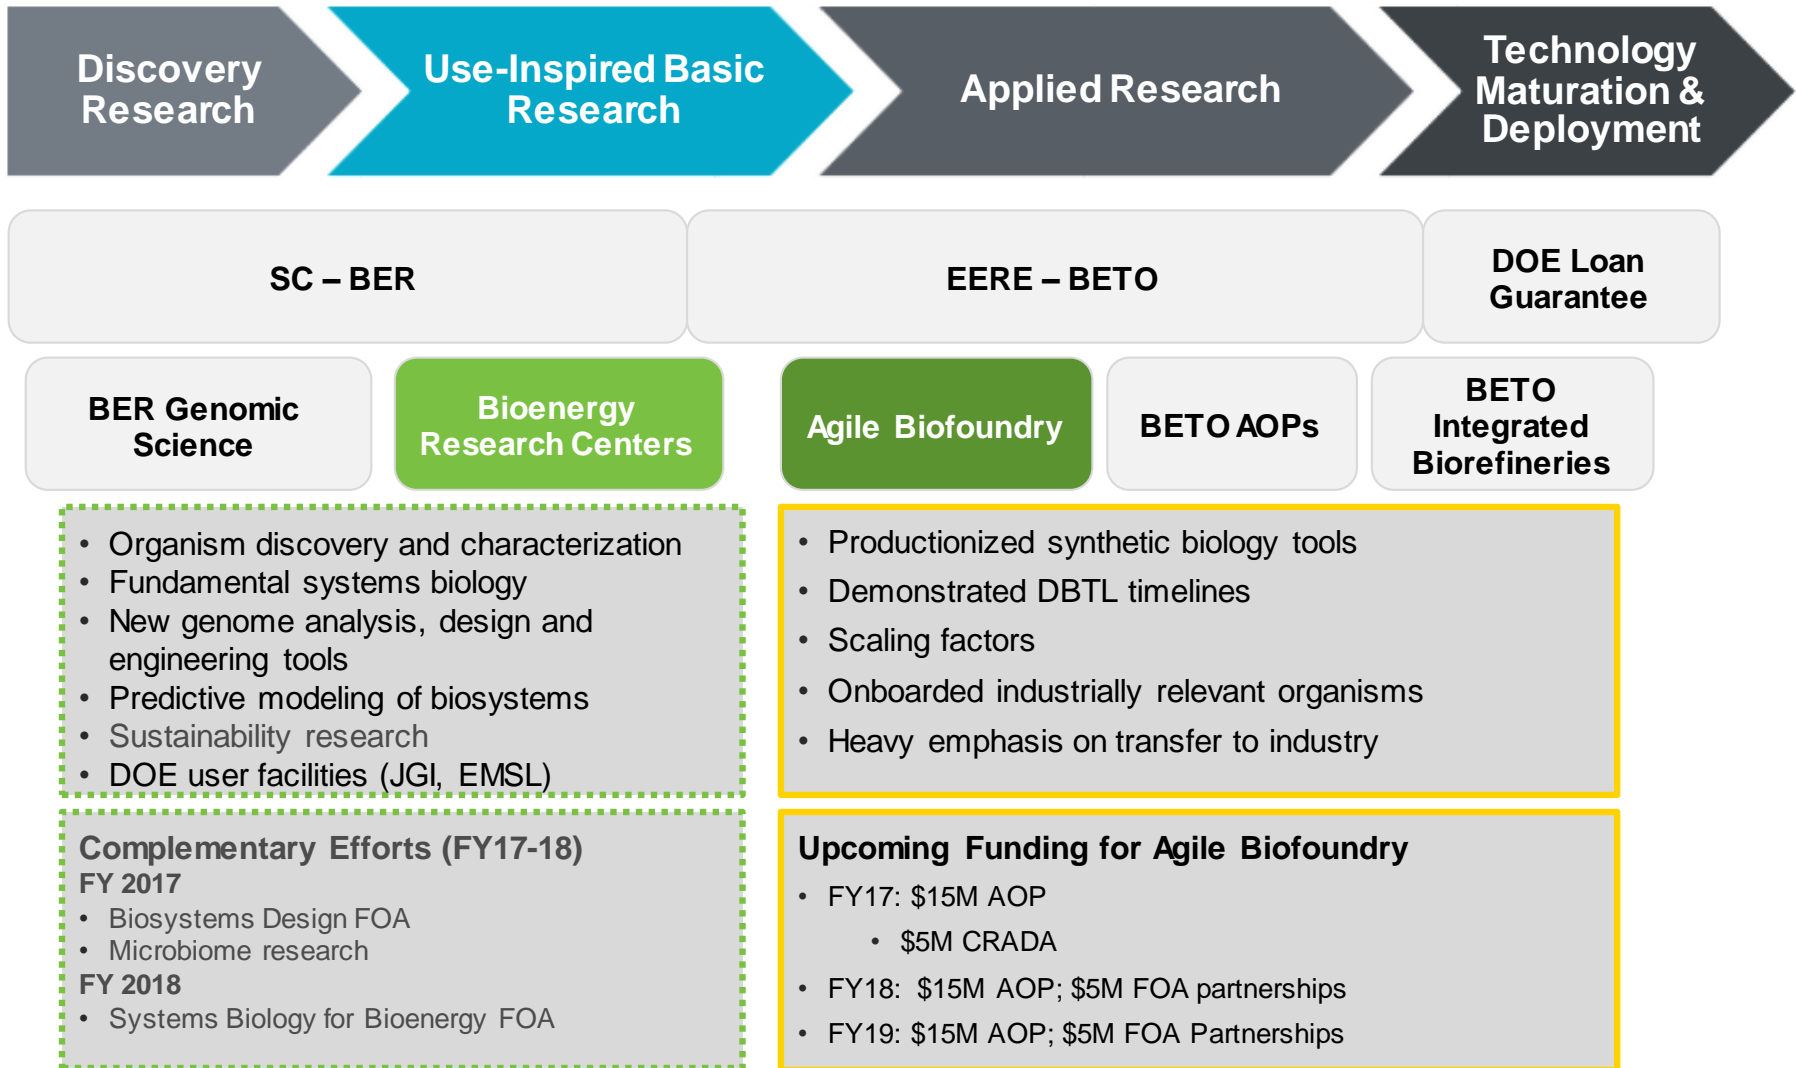 Discovery
Research
Use-Inspired Basic
Research
Applied Research
Technology
Maturation &
Deployment
SC – BER
EERE – BETO
DOE Loan
Guarantee
BER Genomic
Science
Bioenergy
Research Centers
Agile Biofoundry
BETO AOPs
BETO
Integrated
Biorefineries
• Organism discovery and characterization
• Fundamental systems biology
• New genome analysis, design and
engineering tools
• Predictive modeling of biosystems
• Sustainability research
• DOE user facilities (JGI, EMSL)
• Productionized synthetic biology tools
• Demonstrated DBTL timelines
• Scaling factors
• Onboarded industrially relevant organisms
• Heavy emphasis on transfer to industry
Complementary Efforts (FY17-18)
FY 2017
• Biosystems Design FOA
• Microbiome research
FY 2018
• Systems Biology for Bioenergy FOA
Upcoming Funding for Agile Biofoundry
• FY17: $15M AOP
• $5M CRADA
• FY18: $15M AOP; $5M FOA partnerships
• FY19: $15M AOP; $5M FOA Partnerships